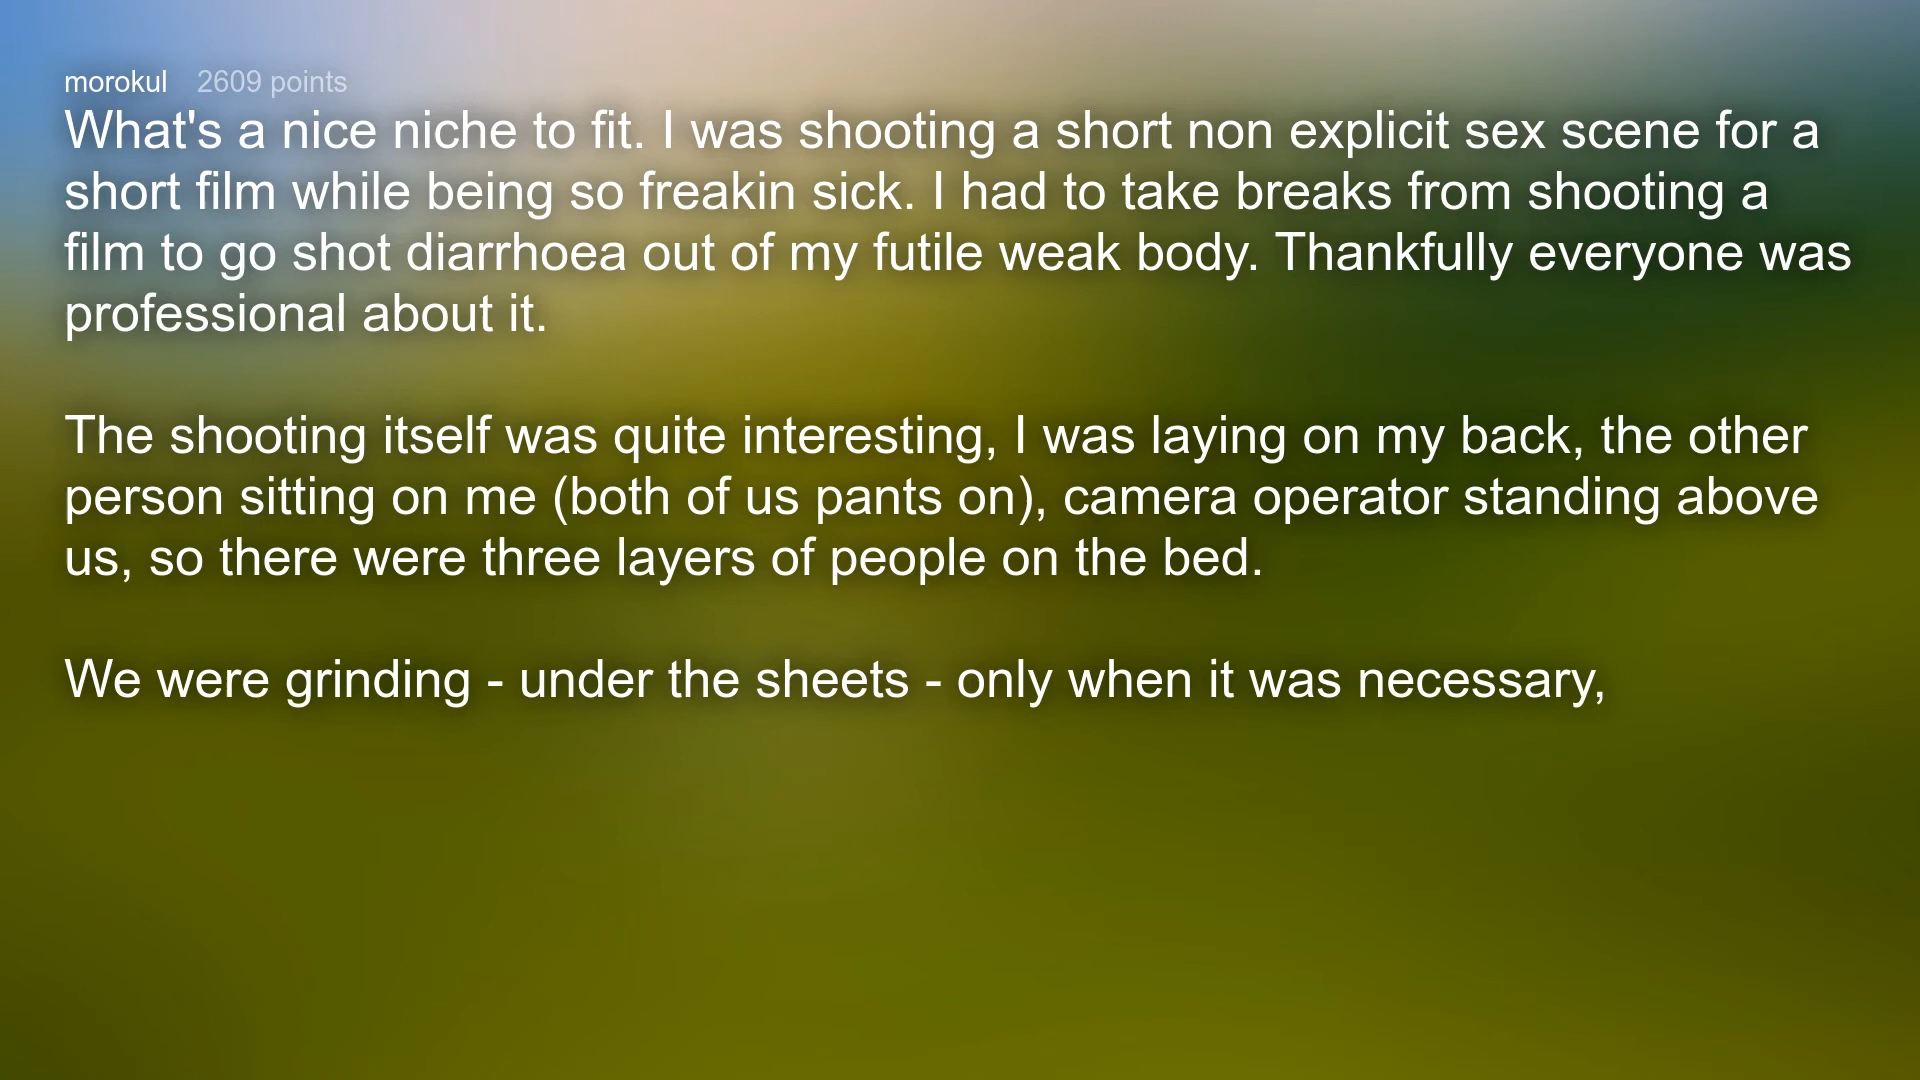 morokul 2609 points
What's a nice niche to fit. I was shooting a short non explicit sex scene for a
short film while being so freakin sick. I had to take breaks from shooting a
film to go shot diarrhoea out of my futile weak body. Thankfully everyone was
professional about it.
The shooting itself was quite interesting, I was laying on my back, the other
person sitting on me (both of us pants on), camera operator standing above
us, so there were three layers of people on the bed.
We were grinding - under the sheets - only when it was necessary,